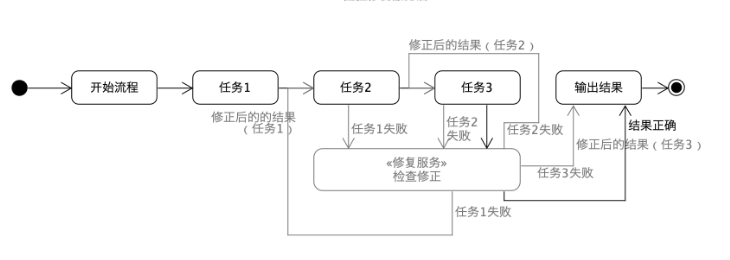 修正后的结果（任务2）
开始流程
任务1
任务2
任务3
输出结果
修正后的的结果
（任务1）
任务1失败
任务2
失败
任务2失败
结果正确
修正后的结果（任务3）
«修复服务»
检查修正
任务3失败
任务1失败